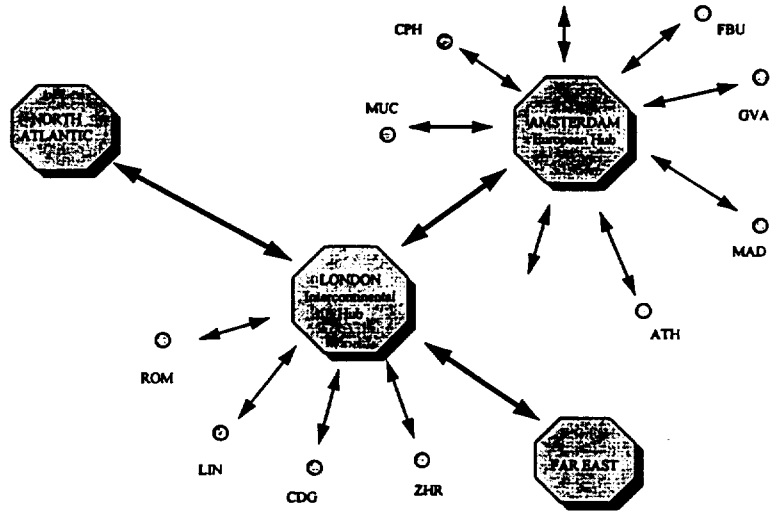 CPH
FBU
NORTH
ATLANTIC
MUC
AMSTERDAM
European Hub
GVA
MAD
LONDON
Intercontinental
Hub
ATH
ROM
LIN
CDG
ZHR
FAR EAST